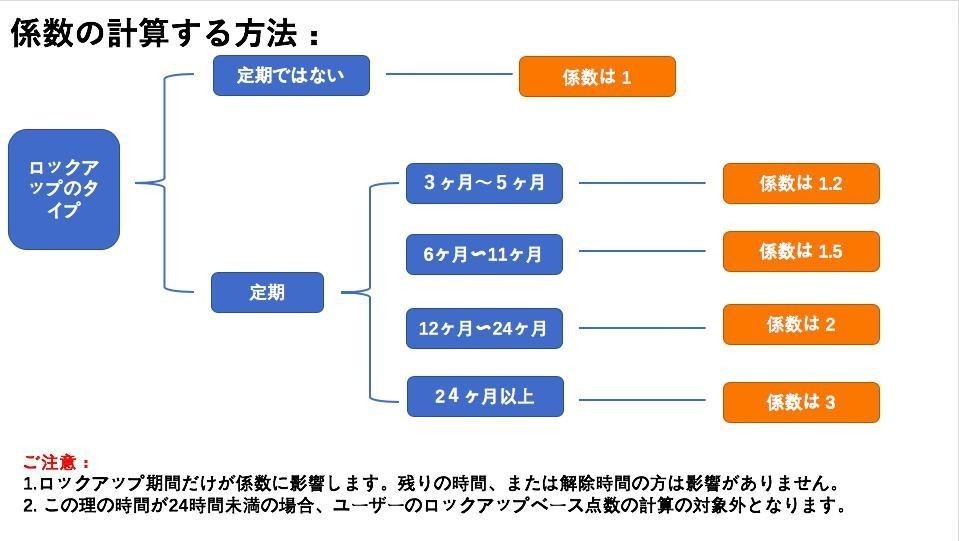 係数の計算する方法：
定期ではない
係数は 1
ロックア
ップのタ
イプ
３ヶ月～５ヶ月
係数は 1.2
6ケ月〜11ケ月
係数は 1.5
定期
12ヶ月〜24ヶ月
係数は 2
2４ヶ月以上
係数は 3
ご注意：
1.ロックアップ期間だけが係数に影響します。残りの時間、または解除時間の方は影響がありません。
2. この理の時間が24時間未満の場合、ユーザーのロックアップベース点数の計算の対象外となります。